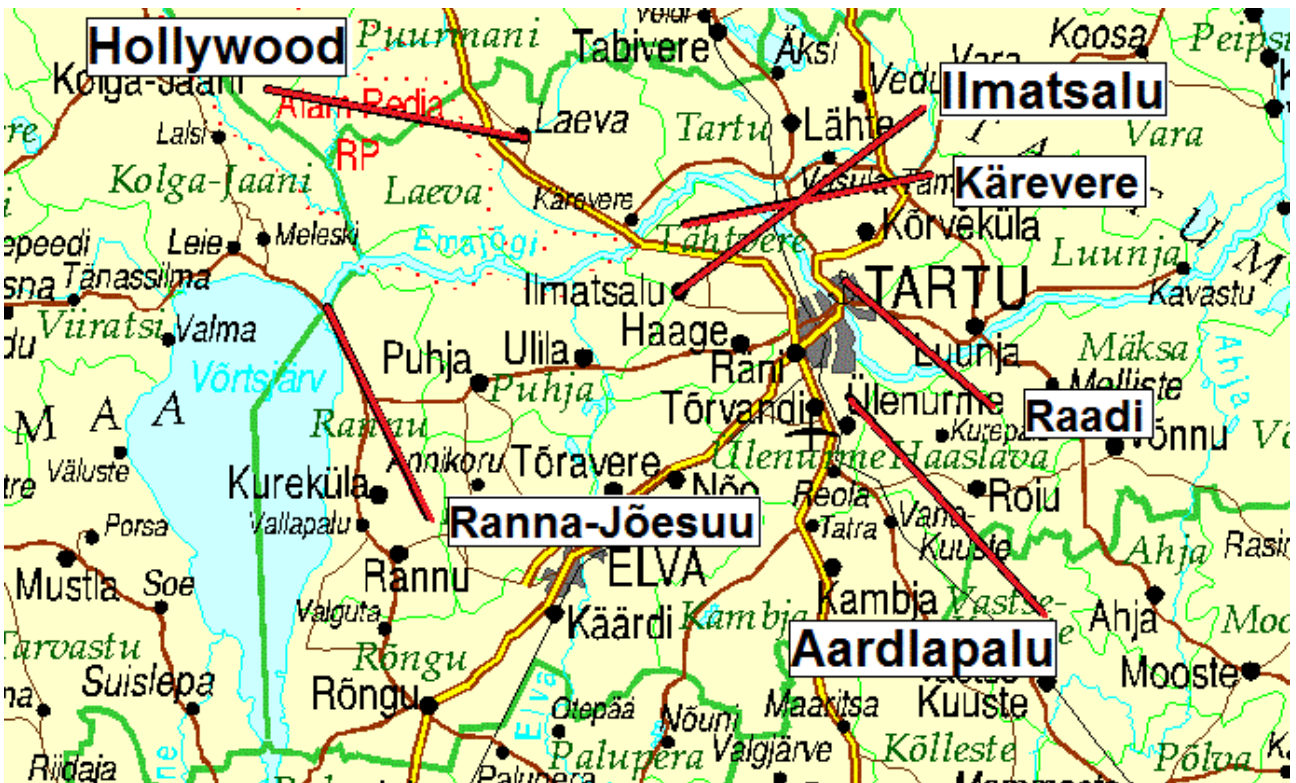 Hollywood
Puurmani
Tabivere
Äksi
Koosa
Kolga-Jaani
Alam-Pedja
RP
Ilmatsalu
Lalsi
Laeva
Tartu
Lähte
Vara
Kolga-Jaani
Laeva
Kärevere
Vasula
Kärevere
Leie
Meleski
Emajõgi
Tähtvere
Kõrveküla
Luunja
Tänassilma
Ilmatsalu
TARTU
Kavastu
Viiratsi
Valma
Haage
Puhja
Ulila
Räni
Luunja
Mäksa
Ahja
Võrtsjärv
Puhja
Melliste
M A A
Rannu
Tõrvandi
Ülenurme
Raadi
Võnnu
Väluste
Annikoru
Tõravere
Ülenurme
Haaslava
Kureküla
Nõo
Reola
Roiu
Porsa
Vallapalu
Ranna-Jõesuu
Tatra
Vana-
Kuuste
Mustla
Soe
Rannu
ELVA
Ahja
Valguta
Kambja
Vastse-
Käärdi
Kambja
Ahja
Tarvastu
Rõngu
Aardlapalu
Suislepa
Rõngu
Elva
Mooste
Otepää
Nõuni
Maaritsa
Kuuste
Riidaja
Palupera
Valgjärve
Kõlleste
Põlva
Palupera